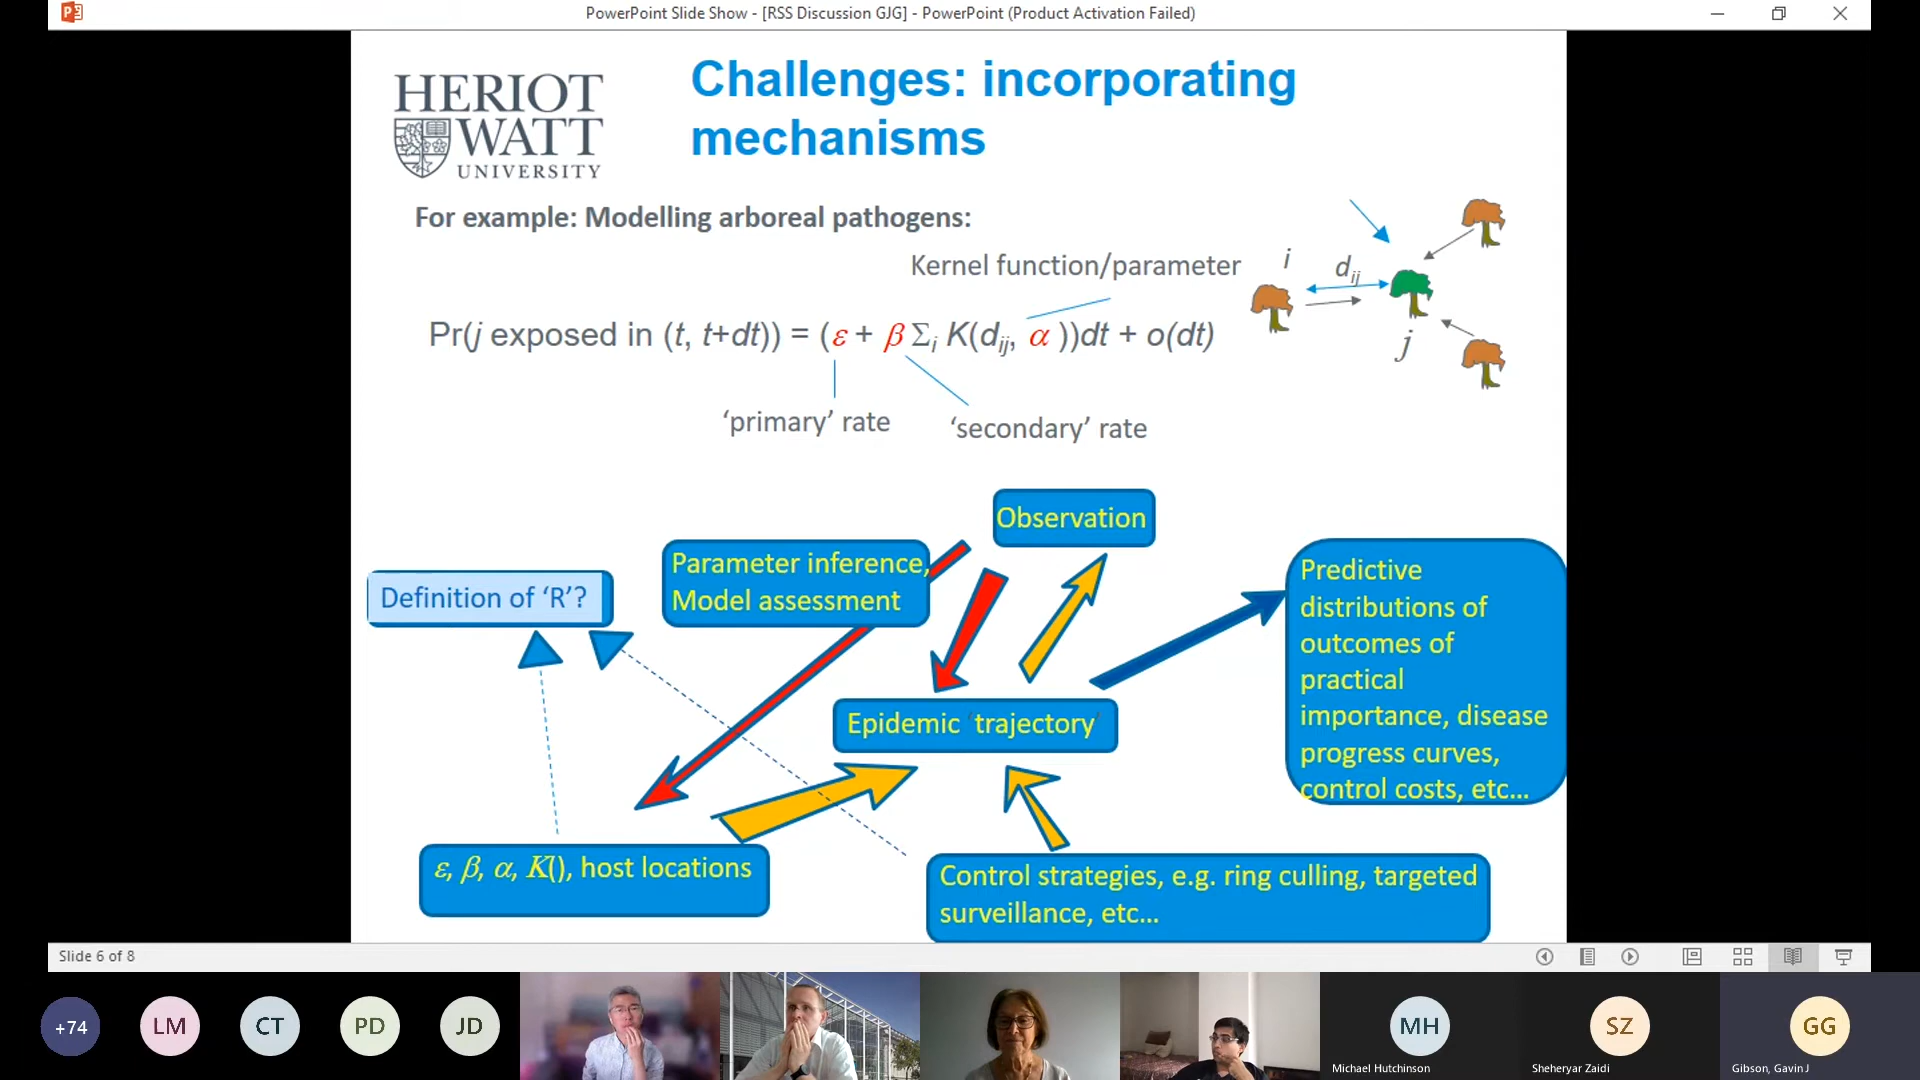 PowerPoint Slide Show - [RSS Discussion GJG] - PowerPoint (Product Activation Failed)
HERIOT
WATT
UNIVERSITY
Challenges: incorporating
mechanisms
For example: Modelling arboreal pathogens:
Kernel function/parameter
i
d_ij
j
Pr(j exposed in (t, t+dt)) = (ε + β Σ_i K(d_ij, α ))dt + o(dt)
‘primary’ rate
‘secondary’ rate
Observation
Parameter inference,
Model assessment
Definition of ‘R’?
Predictive
distributions of
outcomes of
practical
importance, disease
progress curves,
control costs, etc...
Epidemic ‘trajectory’
ε, β, α, K(), host locations
Control strategies, e.g. ring culling, targeted
surveillance, etc...
Slide 6 of 8
+74
LM
CT
PD
JD
MH
Michael Hutchinson
SZ
Sheheryar Zaidi
GG
Gibson, Gavin J